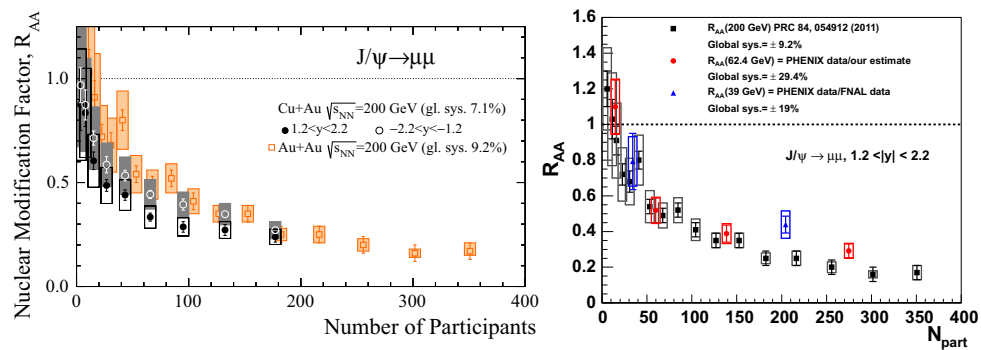 Nuclear Modification Factor, R_AA
J/ψ→μμ
1.0
0.5
0.0
Cu+Au √s_NN=200 GeV (gl. sys. 7.1%)
1.2<y<2.2 −2.2<y<−1.2
Au+Au √s_NN=200 GeV (gl. sys. 9.2%)
0 100 200 300 400
Number of Participants
R_AA
1.6
1.4
1.2
1
0.8
0.6
0.4
0.2
0
R_AA(200 GeV) PRC 84, 054912 (2011)
Global sys.= ± 9.2%
R_AA(62.4 GeV) = PHENIX data/our estimate
Global sys.= ± 29.4%
R_AA(39 GeV) = PHENIX data/FNAL data
Global sys.= ± 19%
J/ψ → μμ, 1.2 <|y| < 2.2
0 50 100 150 200 250 300 350 400
N_part